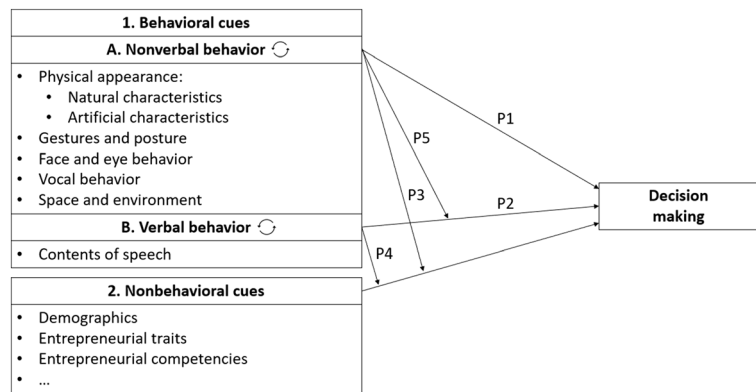 1. Behavioral cues
A. Nonverbal behavior
• Physical appearance:
• Natural characteristics
• Artificial characteristics
• Gestures and posture
• Face and eye behavior
• Vocal behavior
• Space and environment
B. Verbal behavior
• Contents of speech
2. Nonbehavioral cues
• Demographics
• Entrepreneurial traits
• Entrepreneurial competencies
• ...
P1
P5
P3
P2
P4
Decision
making